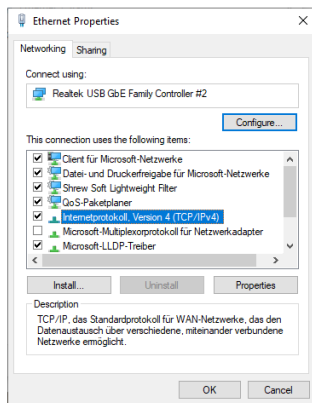 Ethernet Properties
Networking
Sharing
Connect using:
Realtek USB GbE Family Controller #2
Configure...
This connection uses the following items:
Client für Microsoft-Netzwerke
Datei- und Druckerfreigabe für Microsoft-Netzwerke
Shrew Soft Lightweight Filter
QoS-Paketplaner
Internetprotokoll, Version 4 (TCP/IPv4)
Microsoft-Multiplexorprotokoll für Netzwerkadapter
Microsoft-LLDP-Treiber
Install...
Uninstall
Properties
Description
TCP/IP, das Standardprotokoll für WAN-Netzwerke, das den
Datenaustausch über verschiedene, miteinander verbundene
Netzwerke ermöglicht.
OK
Cancel